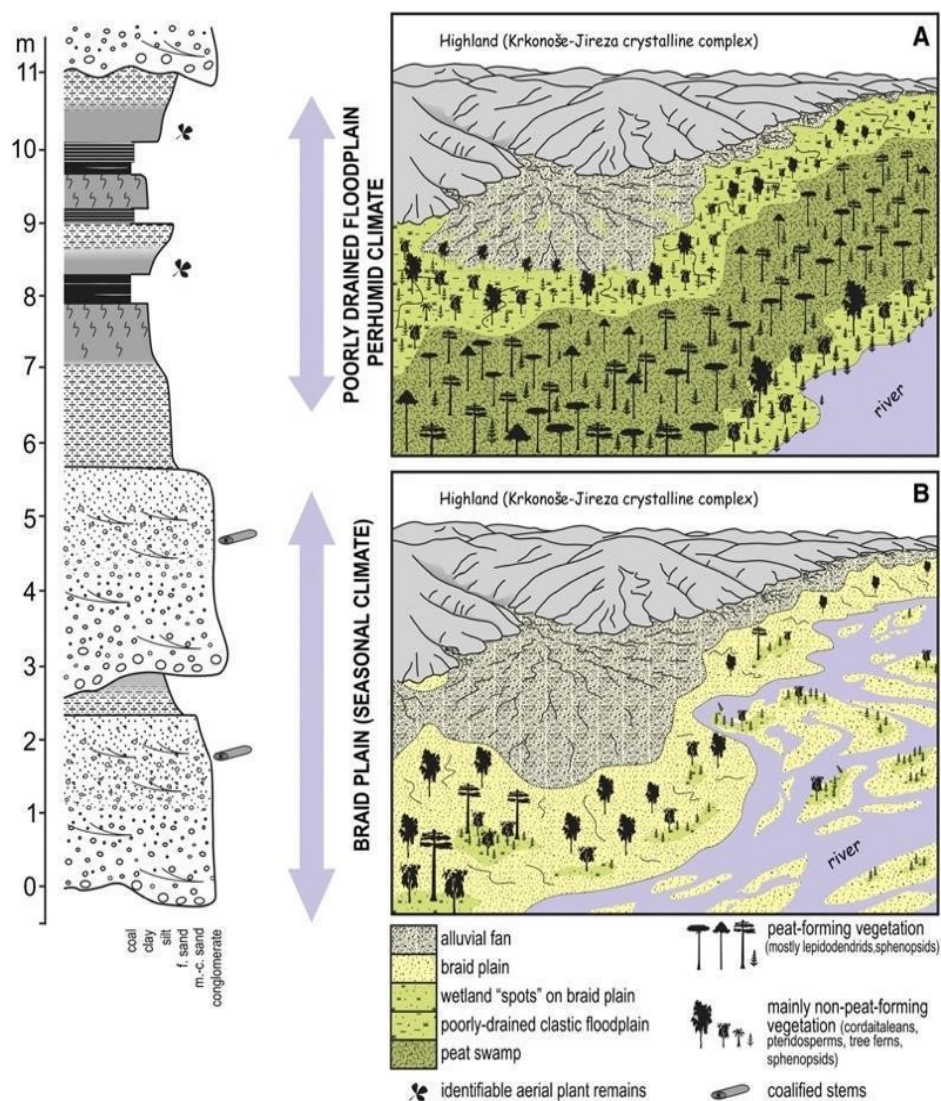 m
11
10
9
8
7
6
5
4
3
2
1
0
coal
clay
silt
f. sand
m.-c. sand
conglomerate
POORLY DRAINED FLOODPLAIN
PERHUMID CLIMATE
BRAID PLAIN (SEASONAL CLIMATE)
Highland (Krkonoše-Jireza crystalline complex)
A
river
Highland (Krkonoše-Jireza crystalline complex)
B
river
alluvial fan
braid plain
wetland "spots" on braid plain
poorly-drained clastic floodplain
peat swamp
identifiable aerial plant remains
peat-forming vegetation
(mostly lepidodendrids,sphenopsids)
mainly non-peat-forming
vegetation (cordaitaleans,
pteridosperms, tree ferns,
sphenopsids)
coalified stems